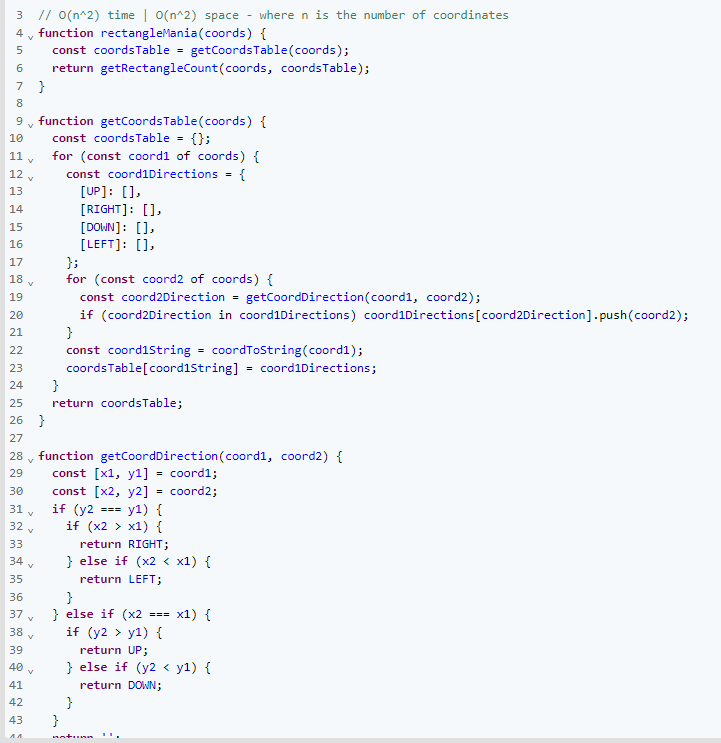 3 // O(n^2) time | O(n^2) space - where n is the number of coordinates
4 function rectangleMania(coords) {
5 const coordsTable = getCoordsTable(coords);
6 return getRectangleCount(coords, coordsTable);
7 }
8
9 function getCoordsTable(coords) {
10 const coordsTable = {};
11 for (const coord1 of coords) {
12 const coord1Directions = {
13 [UP]: [],
14 [RIGHT]: [],
15 [DOWN]: [],
16 [LEFT]: [],
17 };
18 for (const coord2 of coords) {
19 const coord2Direction = getCoordDirection(coord1, coord2);
20 if (coord2Direction in coord1Directions) coord1Directions[coord2Direction].push(coord2);
21 }
22 const coord1String = coordToString(coord1);
23 coordsTable[coord1String] = coord1Directions;
24 }
25 return coordsTable;
26 }
27
28 function getCoordDirection(coord1, coord2) {
29 const [x1, y1] = coord1;
30 const [x2, y2] = coord2;
31 if (y2 === y1) {
32 if (x2 > x1) {
33 return RIGHT;
34 } else if (x2 < x1) {
35 return LEFT;
36 }
37 } else if (x2 === x1) {
38 if (y2 > y1) {
39 return UP;
40 } else if (y2 < y1) {
41 return DOWN;
42 }
43 }
44 return '';